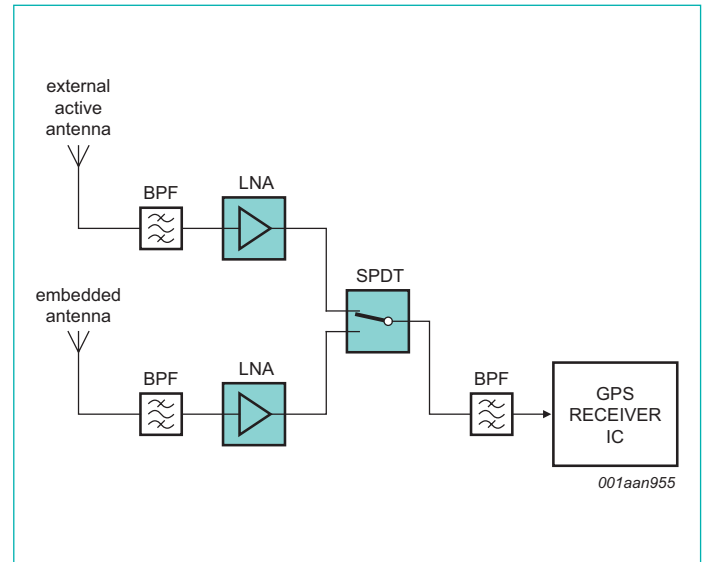 external
active
antenna
BPF
LNA
SPDT
embedded
antenna
BPF
LNA
BPF
GPS
RECEIVER
IC
001aan955